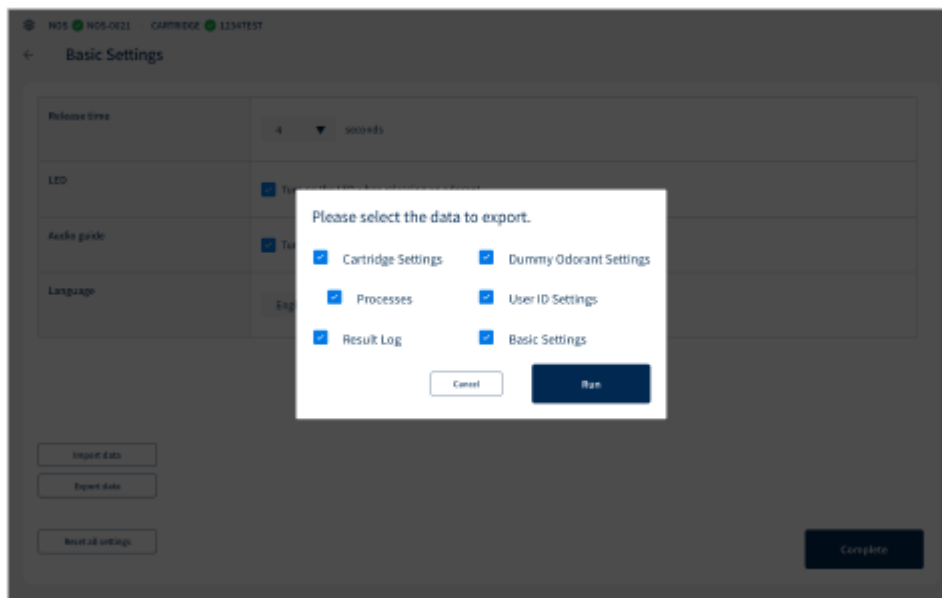 NOS NOS-0021 CARTRIDGE 1234TEST
← Basic Settings
Release time
4 ▼ seconds
LED
Audio guide
Language
Please select the data to export.
Cartridge Settings Dummy Odorant Settings
Processes User ID Settings
Result Log Basic Settings
Cancel Run
Import data
Export data
Reset all settings
Complete